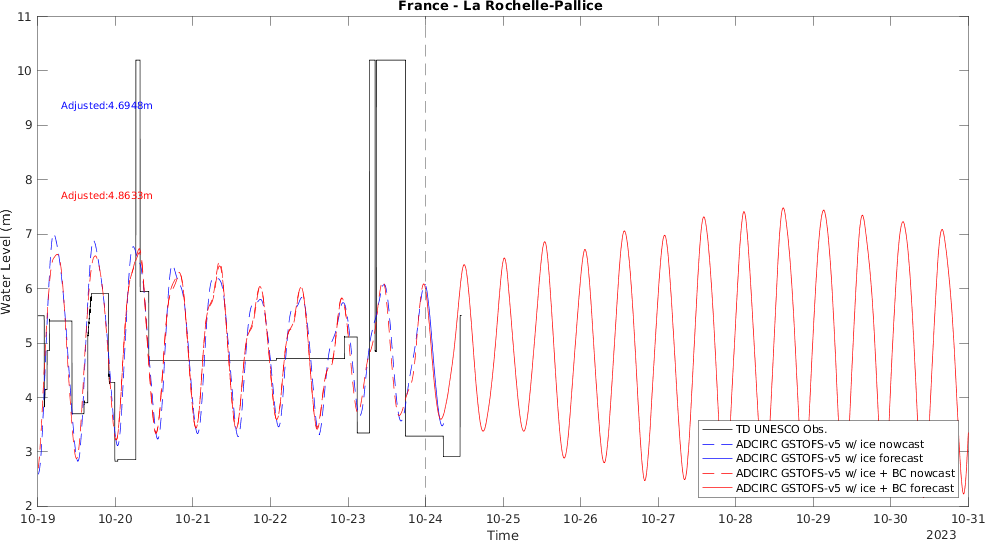 France - La Rochelle-Pallice
Water Level (m)
11
10
9
8
7
6
5
4
3
2
Adjusted:4.6948m
Adjusted:4.8633m
TD UNESCO Obs.
ADCIRC GSTOFS-v5 w/ ice nowcast
ADCIRC GSTOFS-v5 w/ ice forecast
ADCIRC GSTOFS-v5 w/ ice + BC nowcast
ADCIRC GSTOFS-v5 w/ ice + BC forecast
10-19 10-20 10-21 10-22 10-23 10-24 10-25 10-26 10-27 10-28 10-29 10-30 10-31
Time
2023